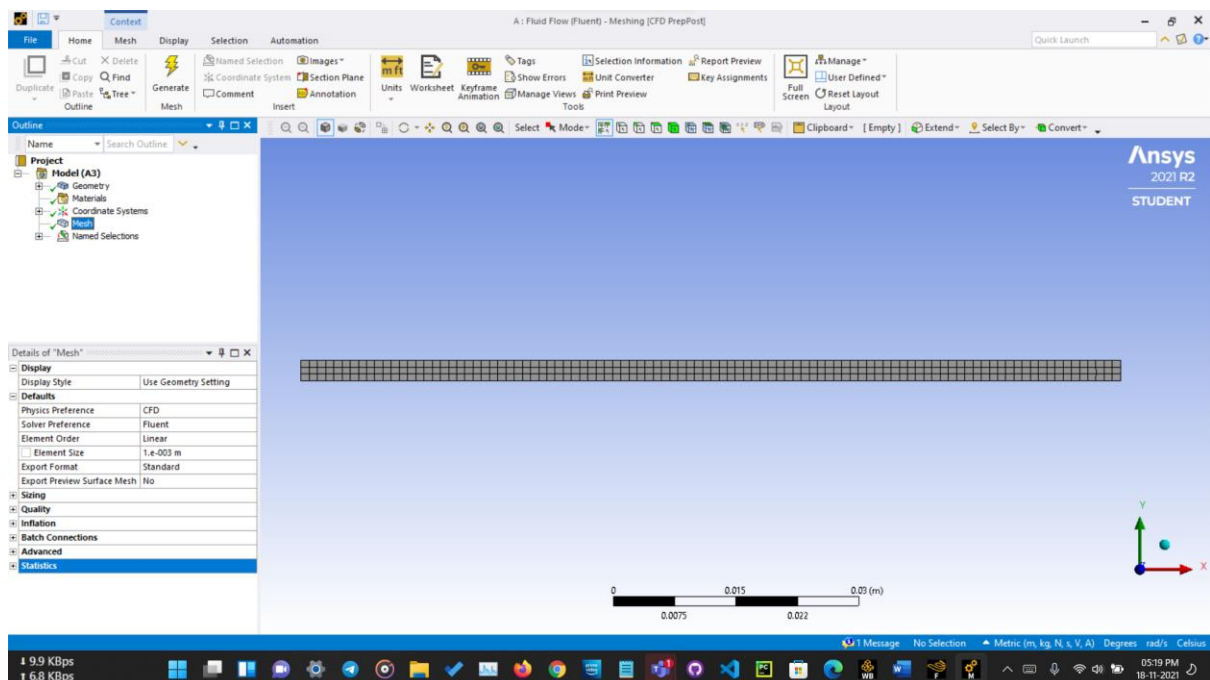 Context
A : Fluid Flow (Fluent) - Meshing [CFD PrepPost]
File Home Mesh Display Selection Automation
Quick Launch
Duplicate
Cut
Copy
Paste
Delete
Find
Tree
Outline
Generate
Mesh
Named Selection
Coordinate System
Comment
Images
Section Plane
Annotation
Insert
m ft
Units
Worksheet
Keyframe
Animation
Tags
Show Errors
Manage Views
Selection Information
Unit Converter
Print Preview
Report Preview
Key Assignments
Tools
Full
Screen
Manage
User Defined
Reset Layout
Layout
Outline
Select Mode Clipboard [ Empty ] Extend Select By Convert
Name Search Outline
Project
Model (A3)
Geometry
Materials
Coordinate Systems
Mesh
Named Selections
Ansys
2021 R2
STUDENT
Details of "Mesh"
Display
Display Style Use Geometry Setting
Defaults
Physics Preference CFD
Solver Preference Fluent
Element Order Linear
Element Size 1.e-003 m
Export Format Standard
Export Preview Surface Mesh No
Sizing
Quality
Inflation
Batch Connections
Advanced
Statistics
Y
X
0 0.015 0.03 (m)
0.0075 0.022
1 Message No Selection Metric (m, kg, N, s, V, A) Degrees rad/s Celsius
9.9 KBps
6.8 KBps
05:19 PM
18-11-2021